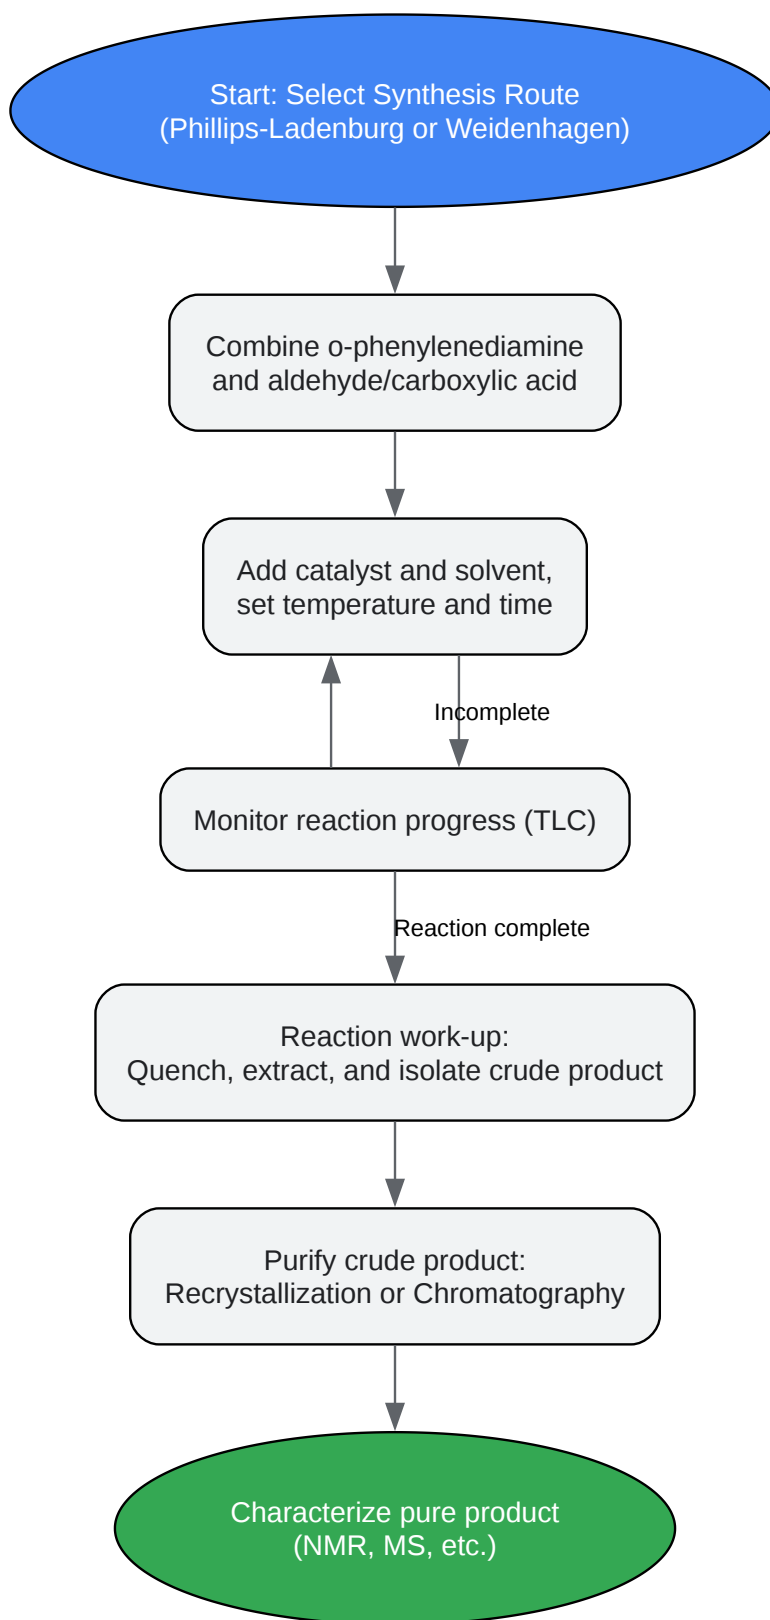 Start: Select Synthesis Route
(Phillips-Ladenburg or Weidenhagen)
Combine o-phenylenediamine
and aldehyde/carboxylic acid
Add catalyst and solvent,
set temperature and time
Incomplete
Monitor reaction progress (TLC)
Reaction complete
Reaction work-up:
Quench, extract, and isolate crude product
Purify crude product:
Recrystallization or Chromatography
Characterize pure product
(NMR, MS, etc.)